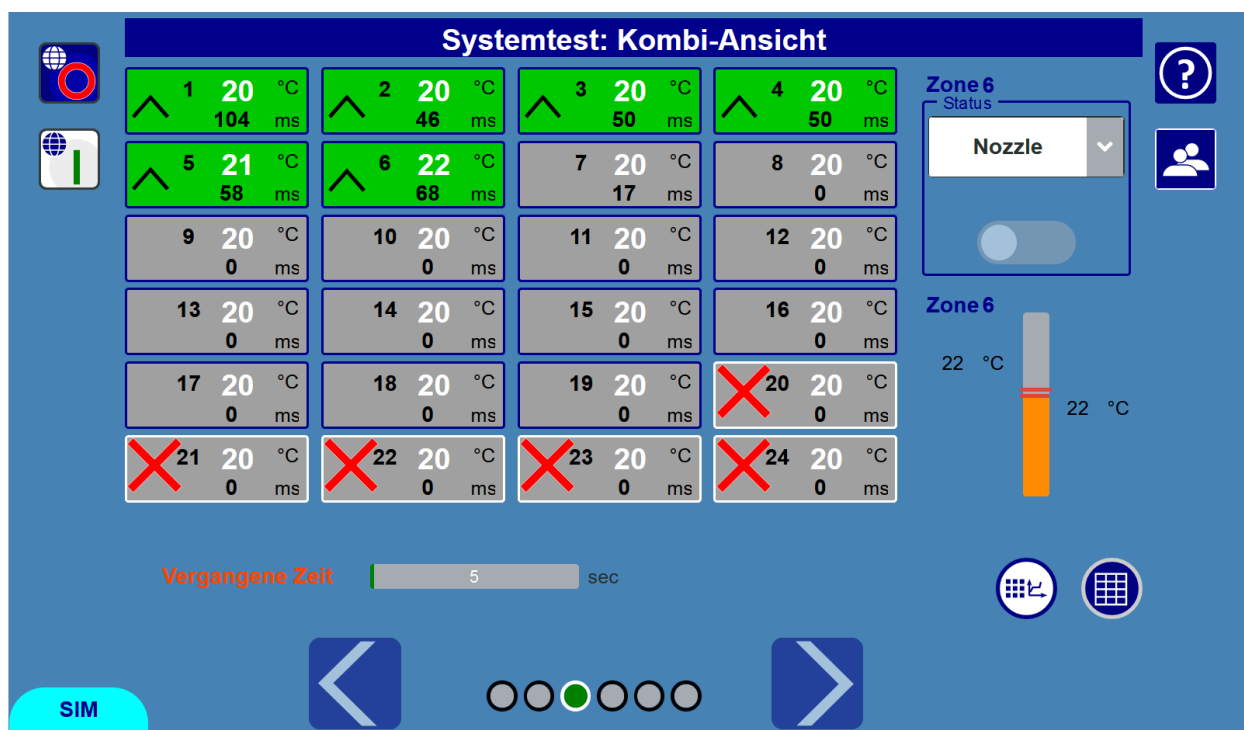 Systemtest: Kombi-Ansicht
1 20 °C 2 20 °C 3 20 °C 4 20 °C
104 ms 46 ms 50 ms 50 ms
5 21 °C 6 22 °C 7 20 °C 8 20 °C
58 ms 68 ms 17 ms 0 ms
9 20 °C 10 20 °C 11 20 °C 12 20 °C
0 ms 0 ms 0 ms 0 ms
13 20 °C 14 20 °C 15 20 °C 16 20 °C
0 ms 0 ms 0 ms 0 ms
17 20 °C 18 20 °C 19 20 °C 20 20 °C
0 ms 0 ms 0 ms 0 ms
21 20 °C 22 20 °C 23 20 °C 24 20 °C
0 ms 0 ms 0 ms 0 ms
Zone 6
Status
Nozzle
Zone 6
22 °C
22 °C
Vergangene Zeit 5 sec
SIM
?